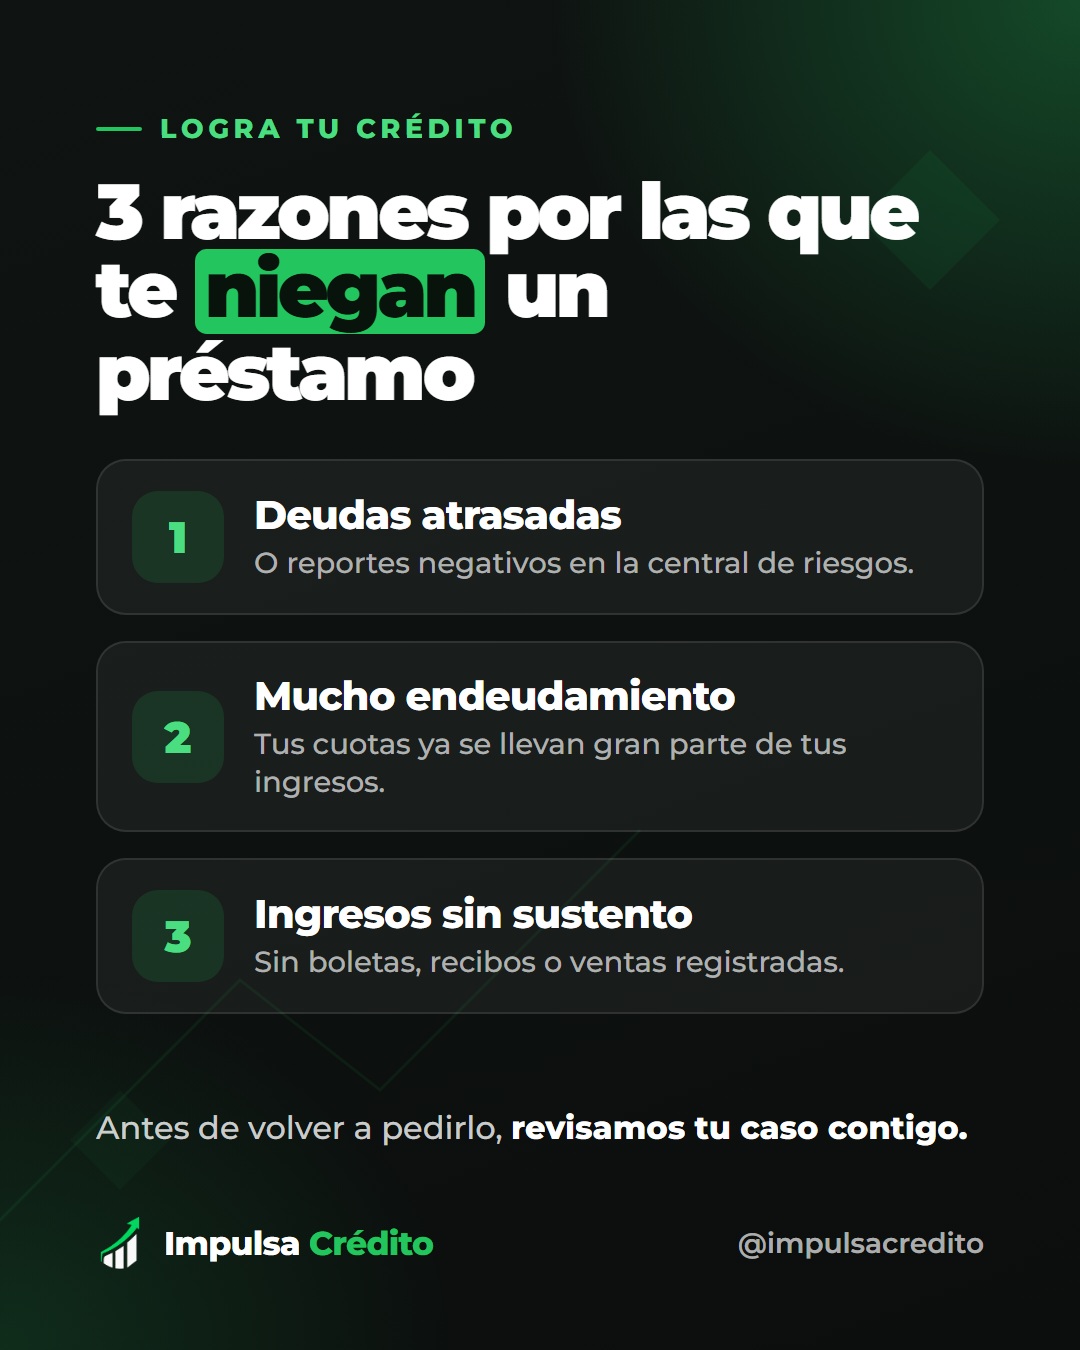 LOGRA TU CRÉDITO
3 razones por las que
te niegan un
préstamo
1
Deudas atrasadas
O reportes negativos en la central de riesgos.
2
Mucho endeudamiento
Tus cuotas ya se llevan gran parte de tus
ingresos.
3
Ingresos sin sustento
Sin boletas, recibos o ventas registradas.
Antes de volver a pedirlo, revisamos tu caso contigo.
Impulsa Crédito
@impulsacredito